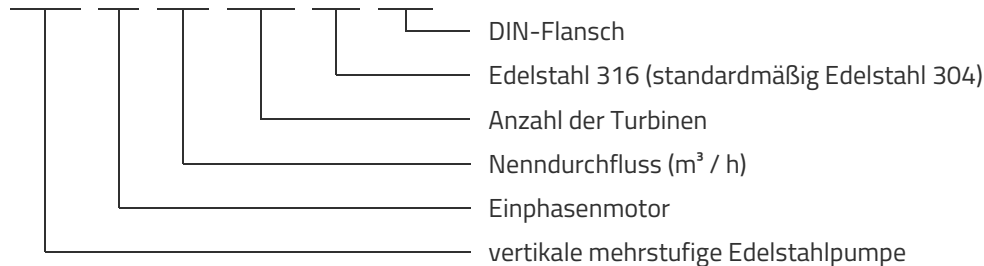 DIN-Flansch
Edelstahl 316 (standardmäßig Edelstahl 304)
Anzahl der Turbinen
Nenndurchfluss (m³ / h)
Einphasenmotor
vertikale mehrstufige Edelstahlpumpe